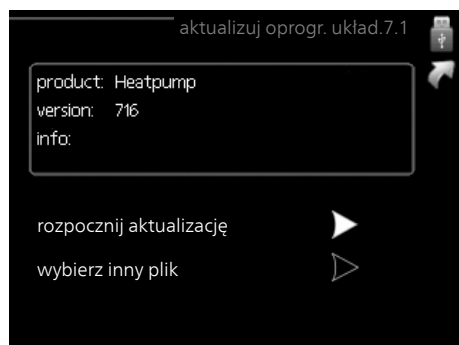 aktualizuj oprogr. układ.7.1
product: Heatpump
version: 716
info:
rozpocznij aktualizację
wybierz inny plik